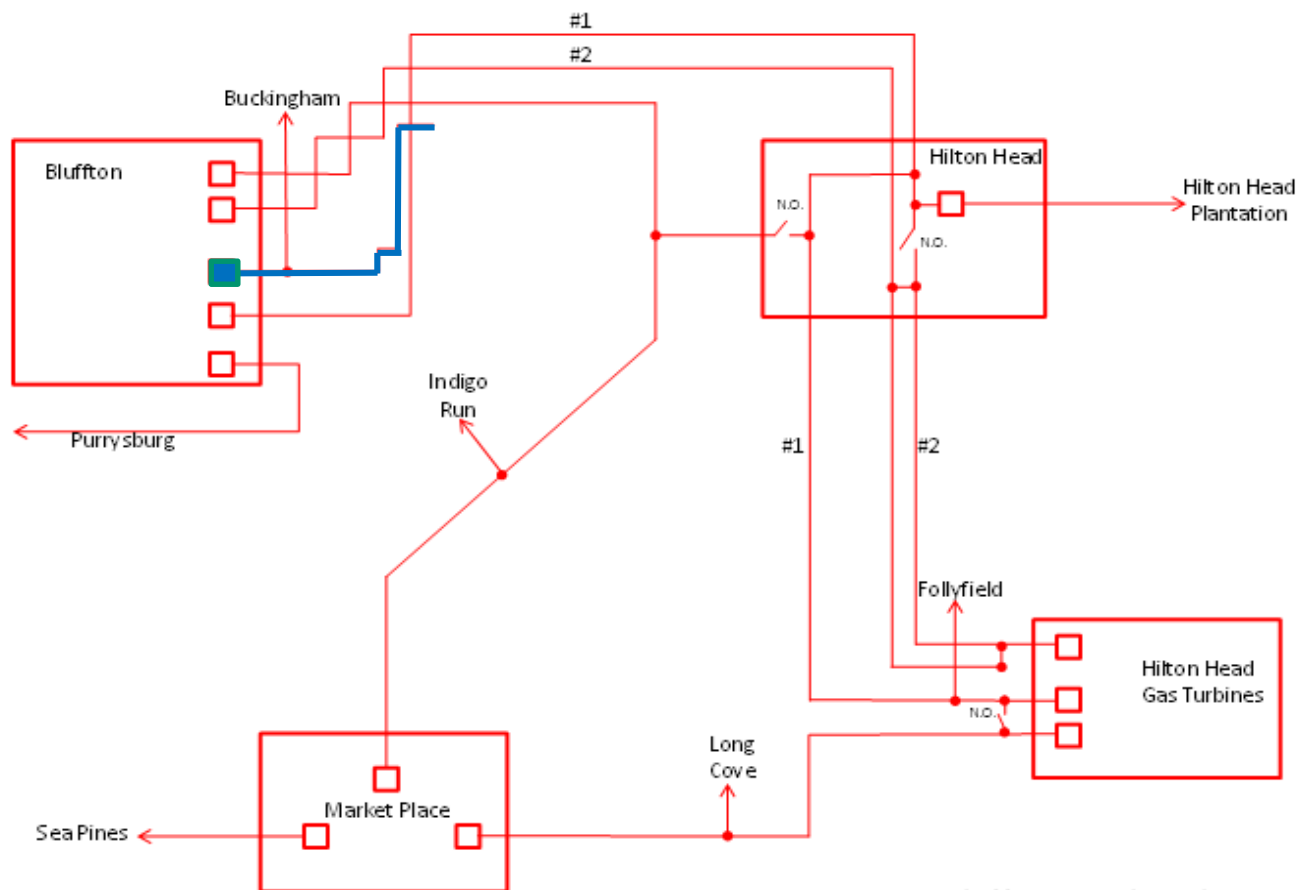 #1
#2
Buckingham
Bluffton
Hilton Head
Hilton Head
Plantation
N.O.
N.O.
Indigo
Run
Purrysburg
#1
#2
Follyfield
Hilton Head
Gas Turbines
N.O.
Long
Cove
Market Place
Sea Pines